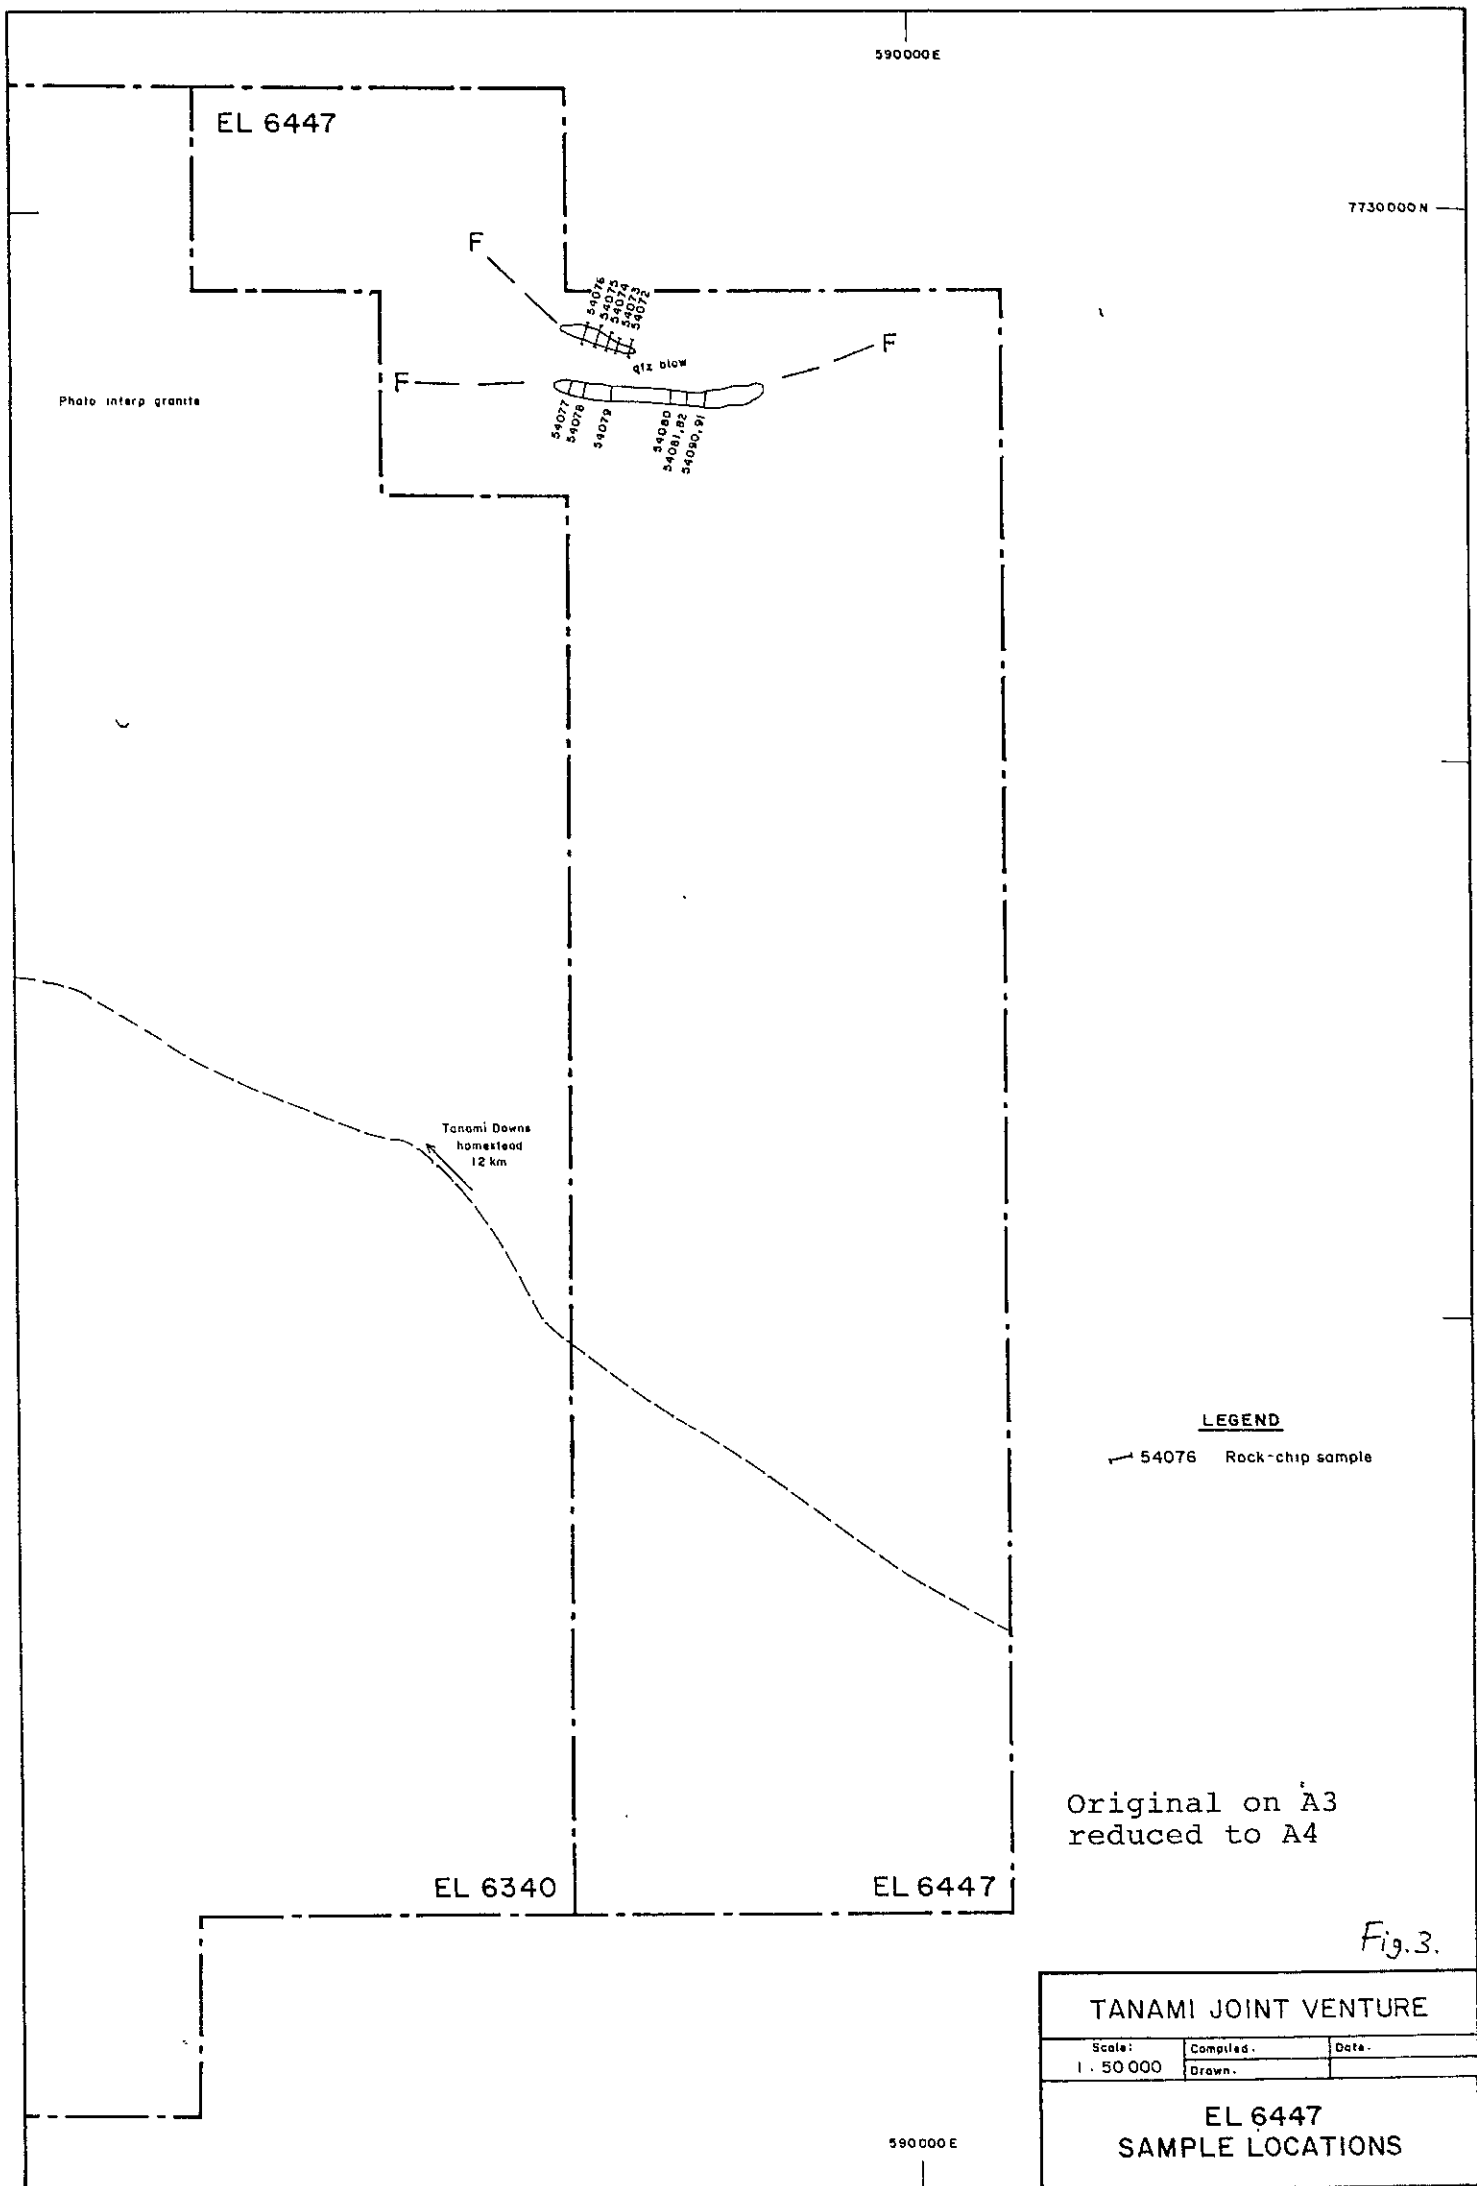 590000E
EL 6447
7730000N
F
54076
54075
54074
54073
54072
F
qtz blow
F
Photo interp granite
54077
54078
54079
54080
54081,82
54090,91
Tanami Downs
homestead
12 km
LEGEND
54076 Rock-chip sample
Original on A3
reduced to A4
EL 6340
EL 6447
Fig.3.
TANAMI JOINT VENTURE
Scale:
1:50 000
Compiled.
Drawn.
Date.
EL 6447
SAMPLE LOCATIONS
590000E